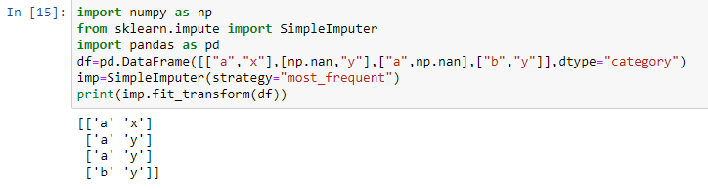 In [15]: import numpy as np
from sklearn.impute import SimpleImputer
import pandas as pd
df=pd.DataFrame([["a","x"],[np.nan,"y"],["a",np.nan],["b","y"]],dtype="category")
imp=SimpleImputer(strategy="most_frequent")
print(imp.fit_transform(df))
[['a' 'x']
['a' 'y']
['a' 'y']
['b' 'y']]